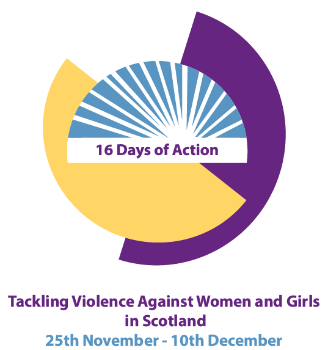 16 Days of Action
Tackling Violence Against Women and Girls
in Scotland
25th November - 10th December